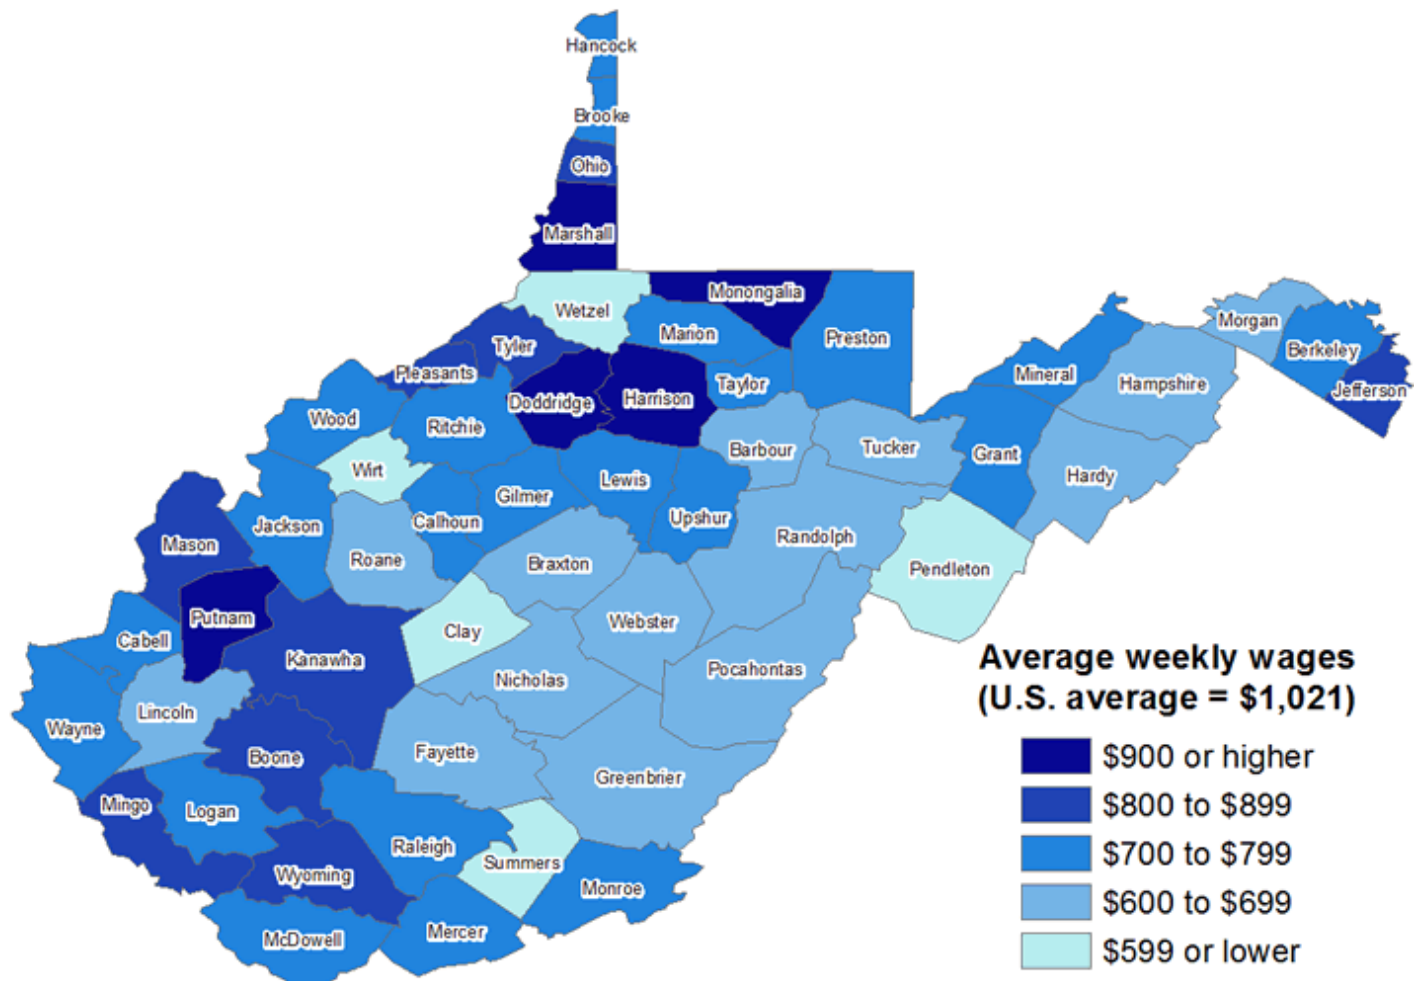 Hancock
Brooke
Ohio
Marshall
Wetzel
Monongalia
Marion
Preston
Tyler
Pleasants
Doddridge
Harrison
Taylor
Morgan
Berkeley
Jefferson
Mineral
Hampshire
Wood
Ritchie
Barbour
Tucker
Grant
Hardy
Wirt
Lewis
Gilmer
Upshur
Calhoun
Jackson
Mason
Roane
Braxton
Randolph
Pendleton
Putnam
Clay
Webster
Cabell
Kanawha
Nicholas
Pocahontas
Lincoln
Wayne
Boone
Fayette
Greenbrier
Mingo
Logan
Raleigh
Summers
Wyoming
Monroe
McDowell
Mercer
Average weekly wages
(U.S. average = $1,021)
$900 or higher
$800 to $899
$700 to $799
$600 to $699
$599 or lower